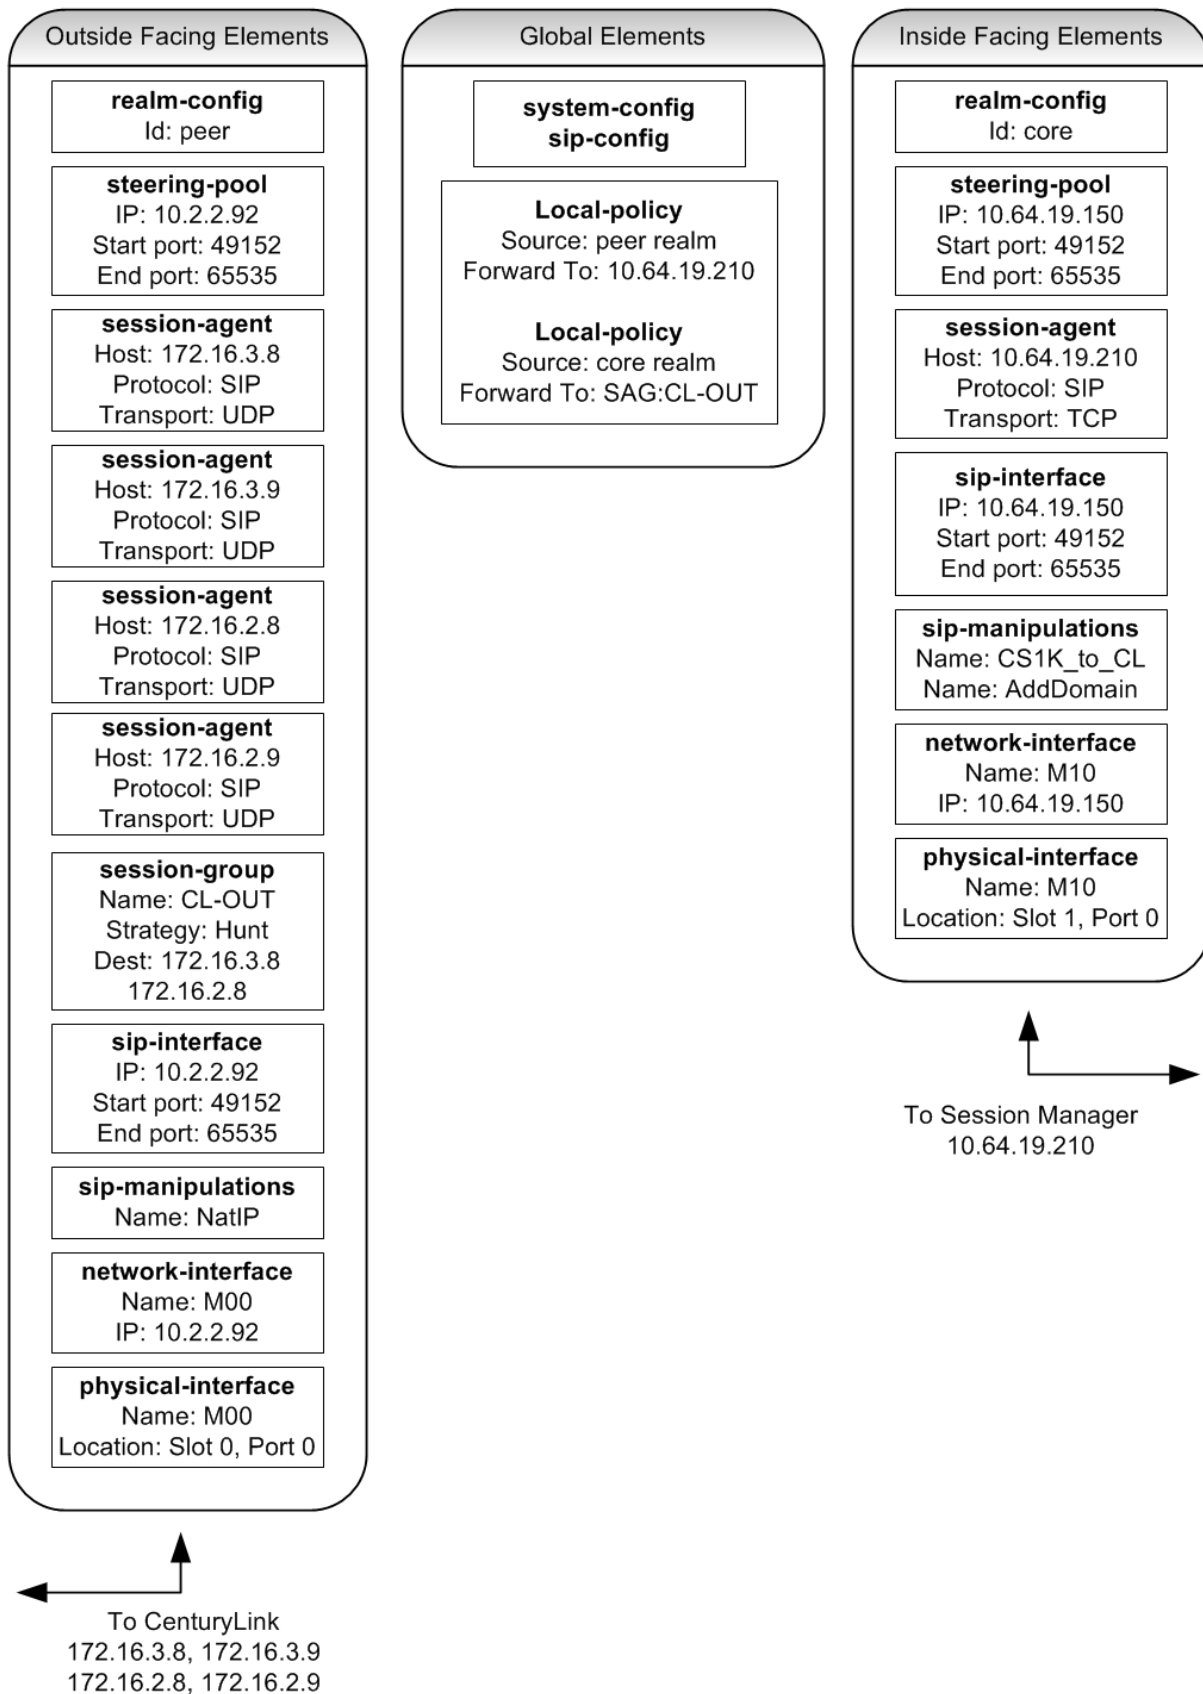 Outside Facing Elements
realm-config
Id: peer
steering-pool
IP: 10.2.2.92
Start port: 49152
End port: 65535
session-agent
Host: 172.16.3.8
Protocol: SIP
Transport: UDP
session-agent
Host: 172.16.3.9
Protocol: SIP
Transport: UDP
session-agent
Host: 172.16.2.8
Protocol: SIP
Transport: UDP
session-agent
Host: 172.16.2.9
Protocol: SIP
Transport: UDP
session-group
Name: CL-OUT
Strategy: Hunt
Dest: 172.16.3.8
172.16.2.8
sip-interface
IP: 10.2.2.92
Start port: 49152
End port: 65535
sip-manipulations
Name: NatIP
network-interface
Name: M00
IP: 10.2.2.92
physical-interface
Name: M00
Location: Slot 0, Port 0
To CenturyLink
172.16.3.8, 172.16.3.9
172.16.2.8, 172.16.2.9
Global Elements
system-config
sip-config
Local-policy
Source: peer realm
Forward To: 10.64.19.210
Local-policy
Source: core realm
Forward To: SAG:CL-OUT
Inside Facing Elements
realm-config
Id: core
steering-pool
IP: 10.64.19.150
Start port: 49152
End port: 65535
session-agent
Host: 10.64.19.210
Protocol: SIP
Transport: TCP
sip-interface
IP: 10.64.19.150
Start port: 49152
End port: 65535
sip-manipulations
Name: CS1K_to_CL
Name: AddDomain
network-interface
Name: M10
IP: 10.64.19.150
physical-interface
Name: M10
Location: Slot 1, Port 0
To Session Manager
10.64.19.210